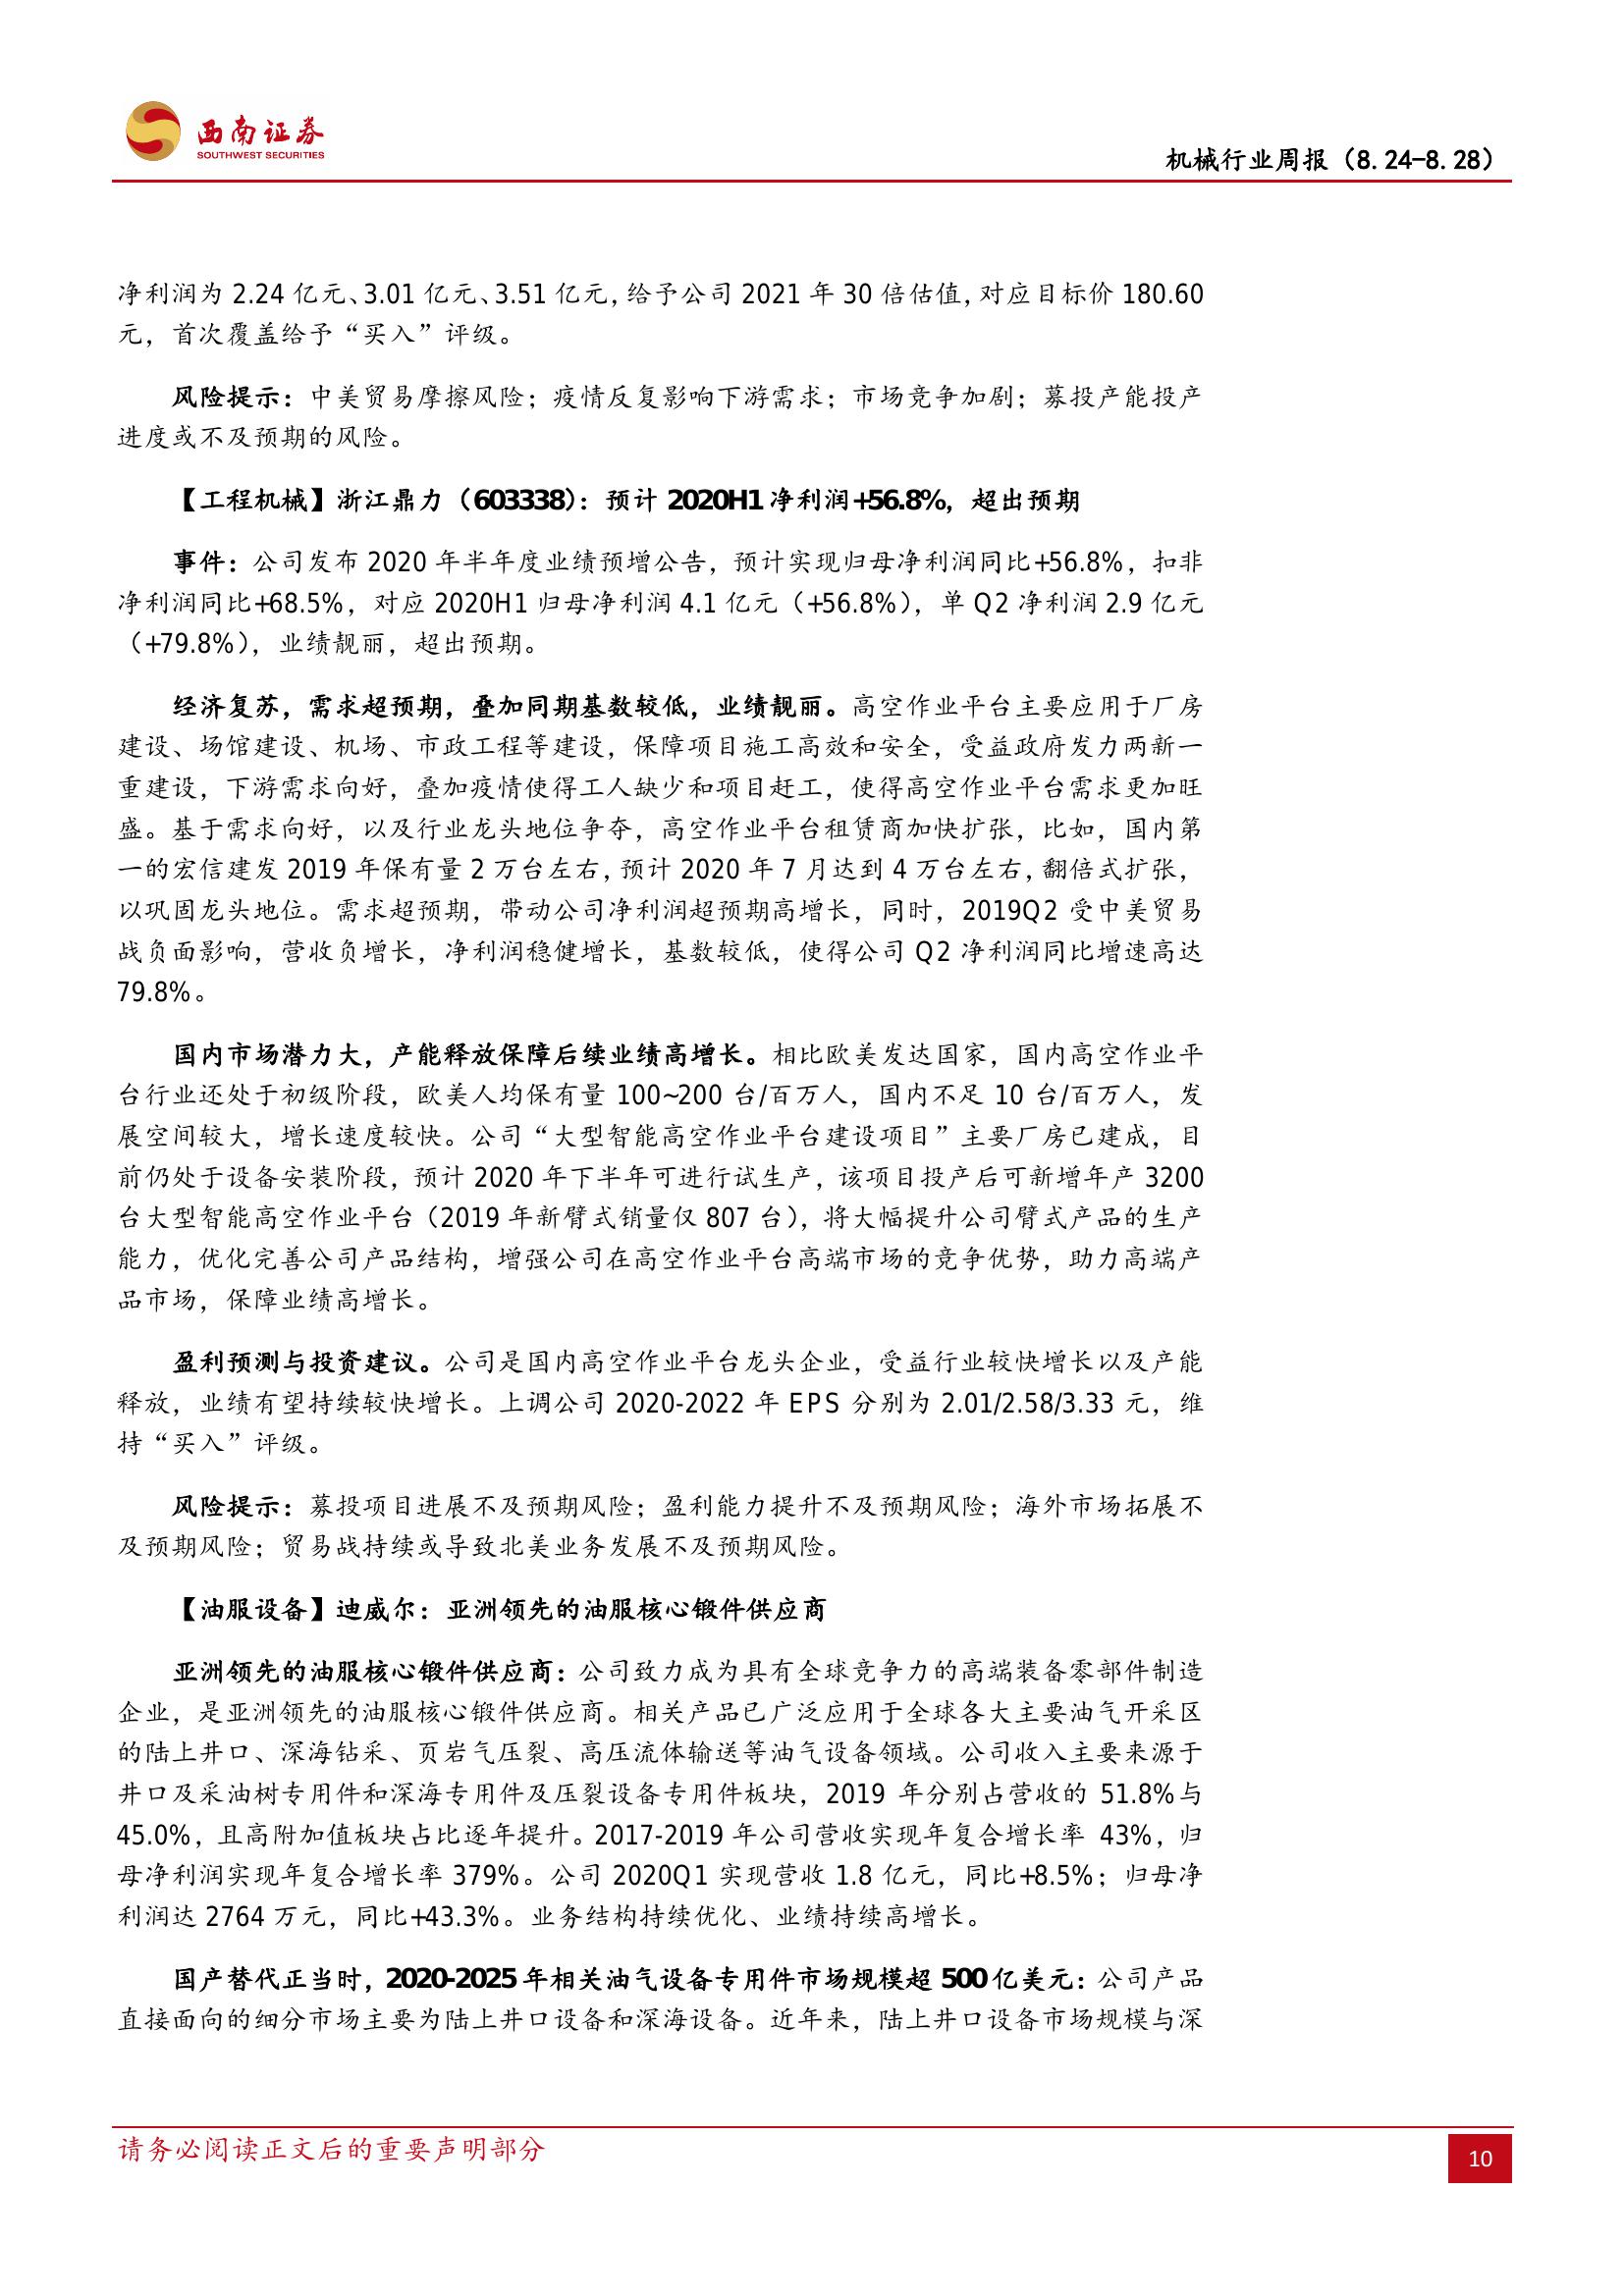 西南证券
SOUTHWEST SECURITIES
机械行业周报（8.24-8.28）
净利润为 2.24 亿元、3.01 亿元、3.51 亿元，给予公司 2021 年 30 倍估值，对应目标价 180.60
元，首次覆盖给予“买入”评级。
风险提示：中美贸易摩擦风险；疫情反复影响下游需求；市场竞争加剧；募投产能投产
进度或不及预期的风险。
【工程机械】浙江鼎力（603338）：预计 2020H1 净利润+56.8%，超出预期
事件：公司发布 2020 年半年度业绩预增公告，预计实现归母净利润同比+56.8%，扣非
净利润同比+68.5%，对应 2020H1 归母净利润 4.1 亿元（+56.8%），单 Q2 净利润 2.9 亿元
（+79.8%），业绩靓丽，超出预期。
经济复苏，需求超预期，叠加同期基数较低，业绩靓丽。高空作业平台主要应用于厂房
建设、场馆建设、机场、市政工程等建设，保障项目施工高效和安全，受益政府发力两新一
重建设，下游需求向好，叠加疫情使得工人缺少和项目赶工，使得高空作业平台需求更加旺
盛。基于需求向好，以及行业龙头地位争夺，高空作业平台租赁商加快扩张，比如，国内第
一的宏信建发 2019 年保有量 2 万台左右，预计 2020 年 7 月达到 4 万台左右，翻倍式扩张，
以巩固龙头地位。需求超预期，带动公司净利润超预期高增长，同时，2019Q2 受中美贸易
战负面影响，营收负增长，净利润稳健增长，基数较低，使得公司 Q2 净利润同比增速高达
79.8%。
国内市场潜力大，产能释放保障后续业绩高增长。相比欧美发达国家，国内高空作业平
台行业还处于初级阶段，欧美人均保有量 100~200 台/百万人，国内不足 10 台/百万人，发
展空间较大，增长速度较快。公司“大型智能高空作业平台建设项目”主要厂房已建成，目
前仍处于设备安装阶段，预计 2020 年下半年可进行试生产，该项目投产后可新增年产 3200
台大型智能高空作业平台（2019 年新臂式销量仅 807 台），将大幅提升公司臂式产品的生产
能力，优化完善公司产品结构，增强公司在高空作业平台高端市场的竞争优势，助力高端产
品市场，保障业绩高增长。
盈利预测与投资建议。公司是国内高空作业平台龙头企业，受益行业较快增长以及产能
释放，业绩有望持续较快增长。上调公司 2020-2022 年 EPS 分别为 2.01/2.58/3.33 元，维
持“买入”评级。
风险提示：募投项目进展不及预期风险；盈利能力提升不及预期风险；海外市场拓展不
及预期风险；贸易战持续或导致北美业务发展不及预期风险。
【油服设备】迪威尔：亚洲领先的油服核心锻件供应商
亚洲领先的油服核心锻件供应商：公司致力成为具有全球竞争力的高端装备零部件制造
企业，是亚洲领先的油服核心锻件供应商。相关产品已广泛应用于全球各大主要油气开采区
的陆上井口、深海钻采、页岩气压裂、高压流体输送等油气设备领域。公司收入主要来源于
井口及采油树专用件和深海专用件及压裂设备专用件板块，2019 年分别占营收的 51.8%与
45.0%，且高附加值板块占比逐年提升。2017-2019 年公司营收实现年复合增长率 43%，归
母净利润实现年复合增长率 379%。公司 2020Q1 实现营收 1.8 亿元，同比+8.5%；归母净
利润达 2764 万元，同比+43.3%。业务结构持续优化、业绩持续高增长。
国产替代正当时，2020-2025 年相关油气设备专用件市场规模超 500 亿美元：公司产品
直接面向的细分市场主要为陆上井口设备和深海设备。近年来，陆上井口设备市场规模与深
请务必阅读正文后的重要声明部分
10